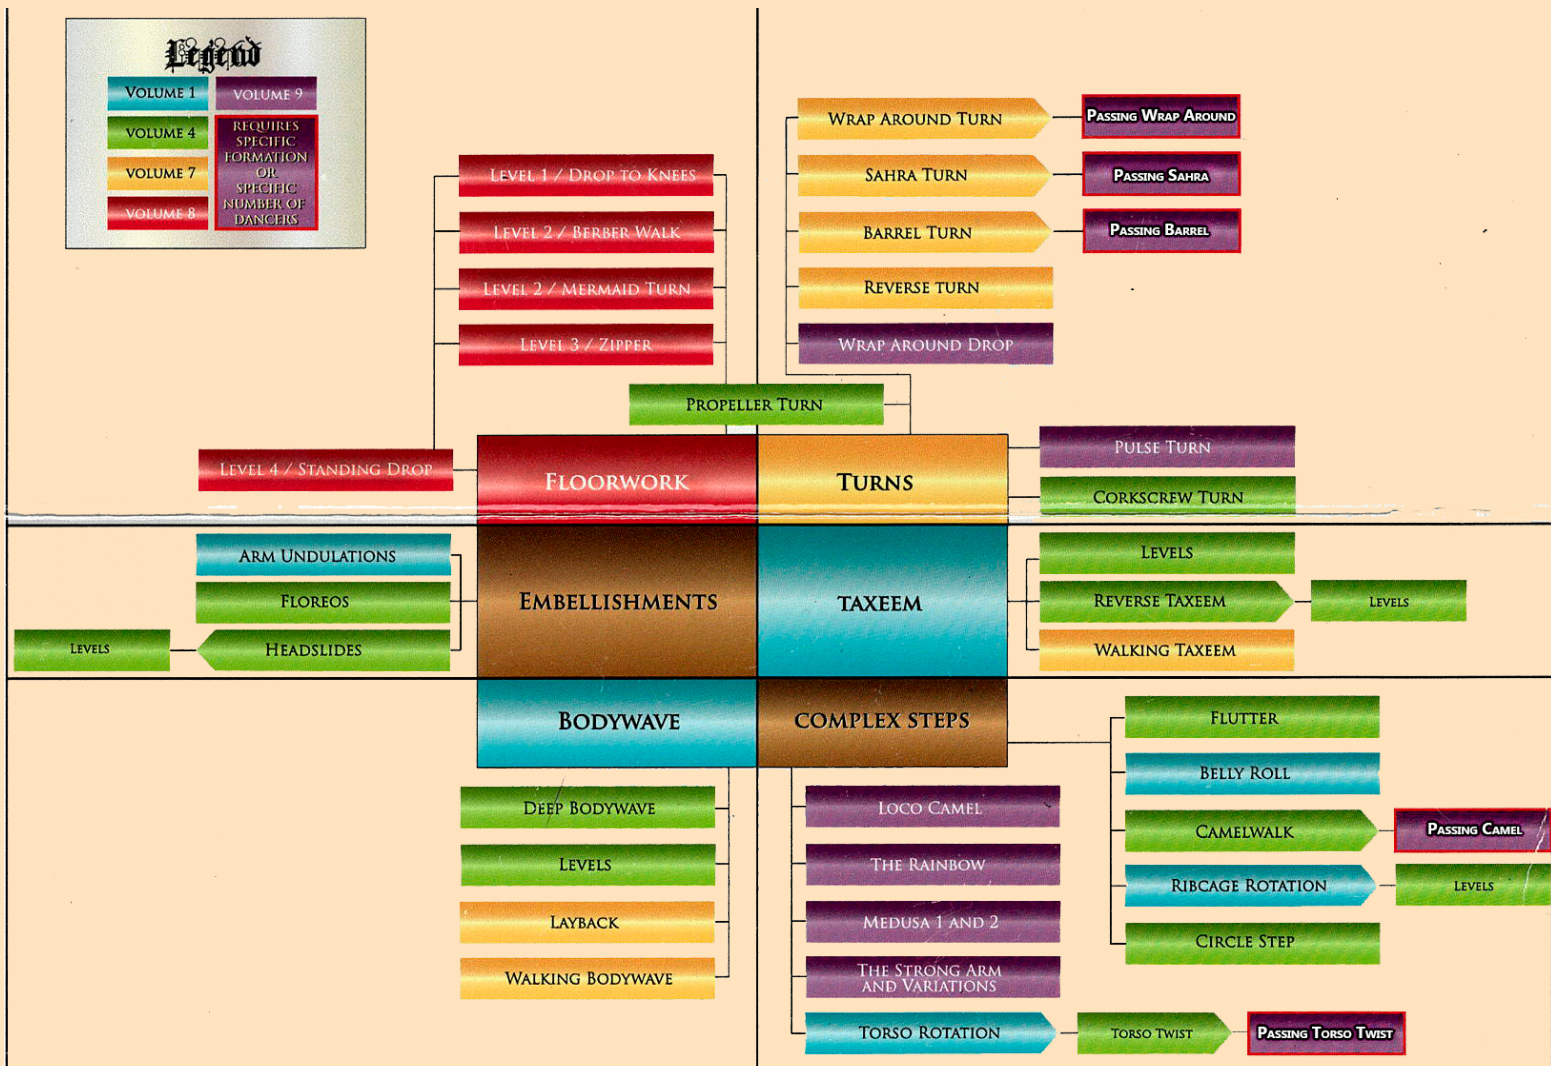 Legend
VOLUME 1
VOLUME 9
VOLUME 4
VOLUME 7
VOLUME 8
REQUIRES
SPECIFIC
FORMATION
OR
SPECIFIC
NUMBER OF
DANCERS
LEVEL 1 / DROP TO KNEES
LEVEL 2 / BERBER WALK
LEVEL 2 / MERMAID TURN
LEVEL 3 / ZIPPER
LEVEL 4 / STANDING DROP
WRAP AROUND TURN
PASSING WRAP AROUND
SAHRA TURN
PASSING SAHRA
BARREL TURN
PASSING BARREL
REVERSE TURN
WRAP AROUND DROP
PROPELLER TURN
FLOORWORK
TURNS
PULSE TURN
CORKSCREW TURN
ARM UNDULATIONS
FLOREOS
LEVELS
HEADSLIDES
EMBELLISHMENTS
TAXEEM
LEVELS
REVERSE TAXEEM
LEVELS
WALKING TAXEEM
BODYWAVE
COMPLEX STEPS
DEEP BODYWAVE
LEVELS
LAYBACK
WALKING BODYWAVE
LOCO CAMEL
THE RAINBOW
MEDUSA 1 AND 2
THE STRONG ARM
AND VARIATIONS
TORSO ROTATION
TORSO TWIST
PASSING TORSO TWIST
FLUTTER
BELLY ROLL
CAMELWALK
PASSING CAMEL
RIBCAGE ROTATION
LEVELS
CIRCLE STEP